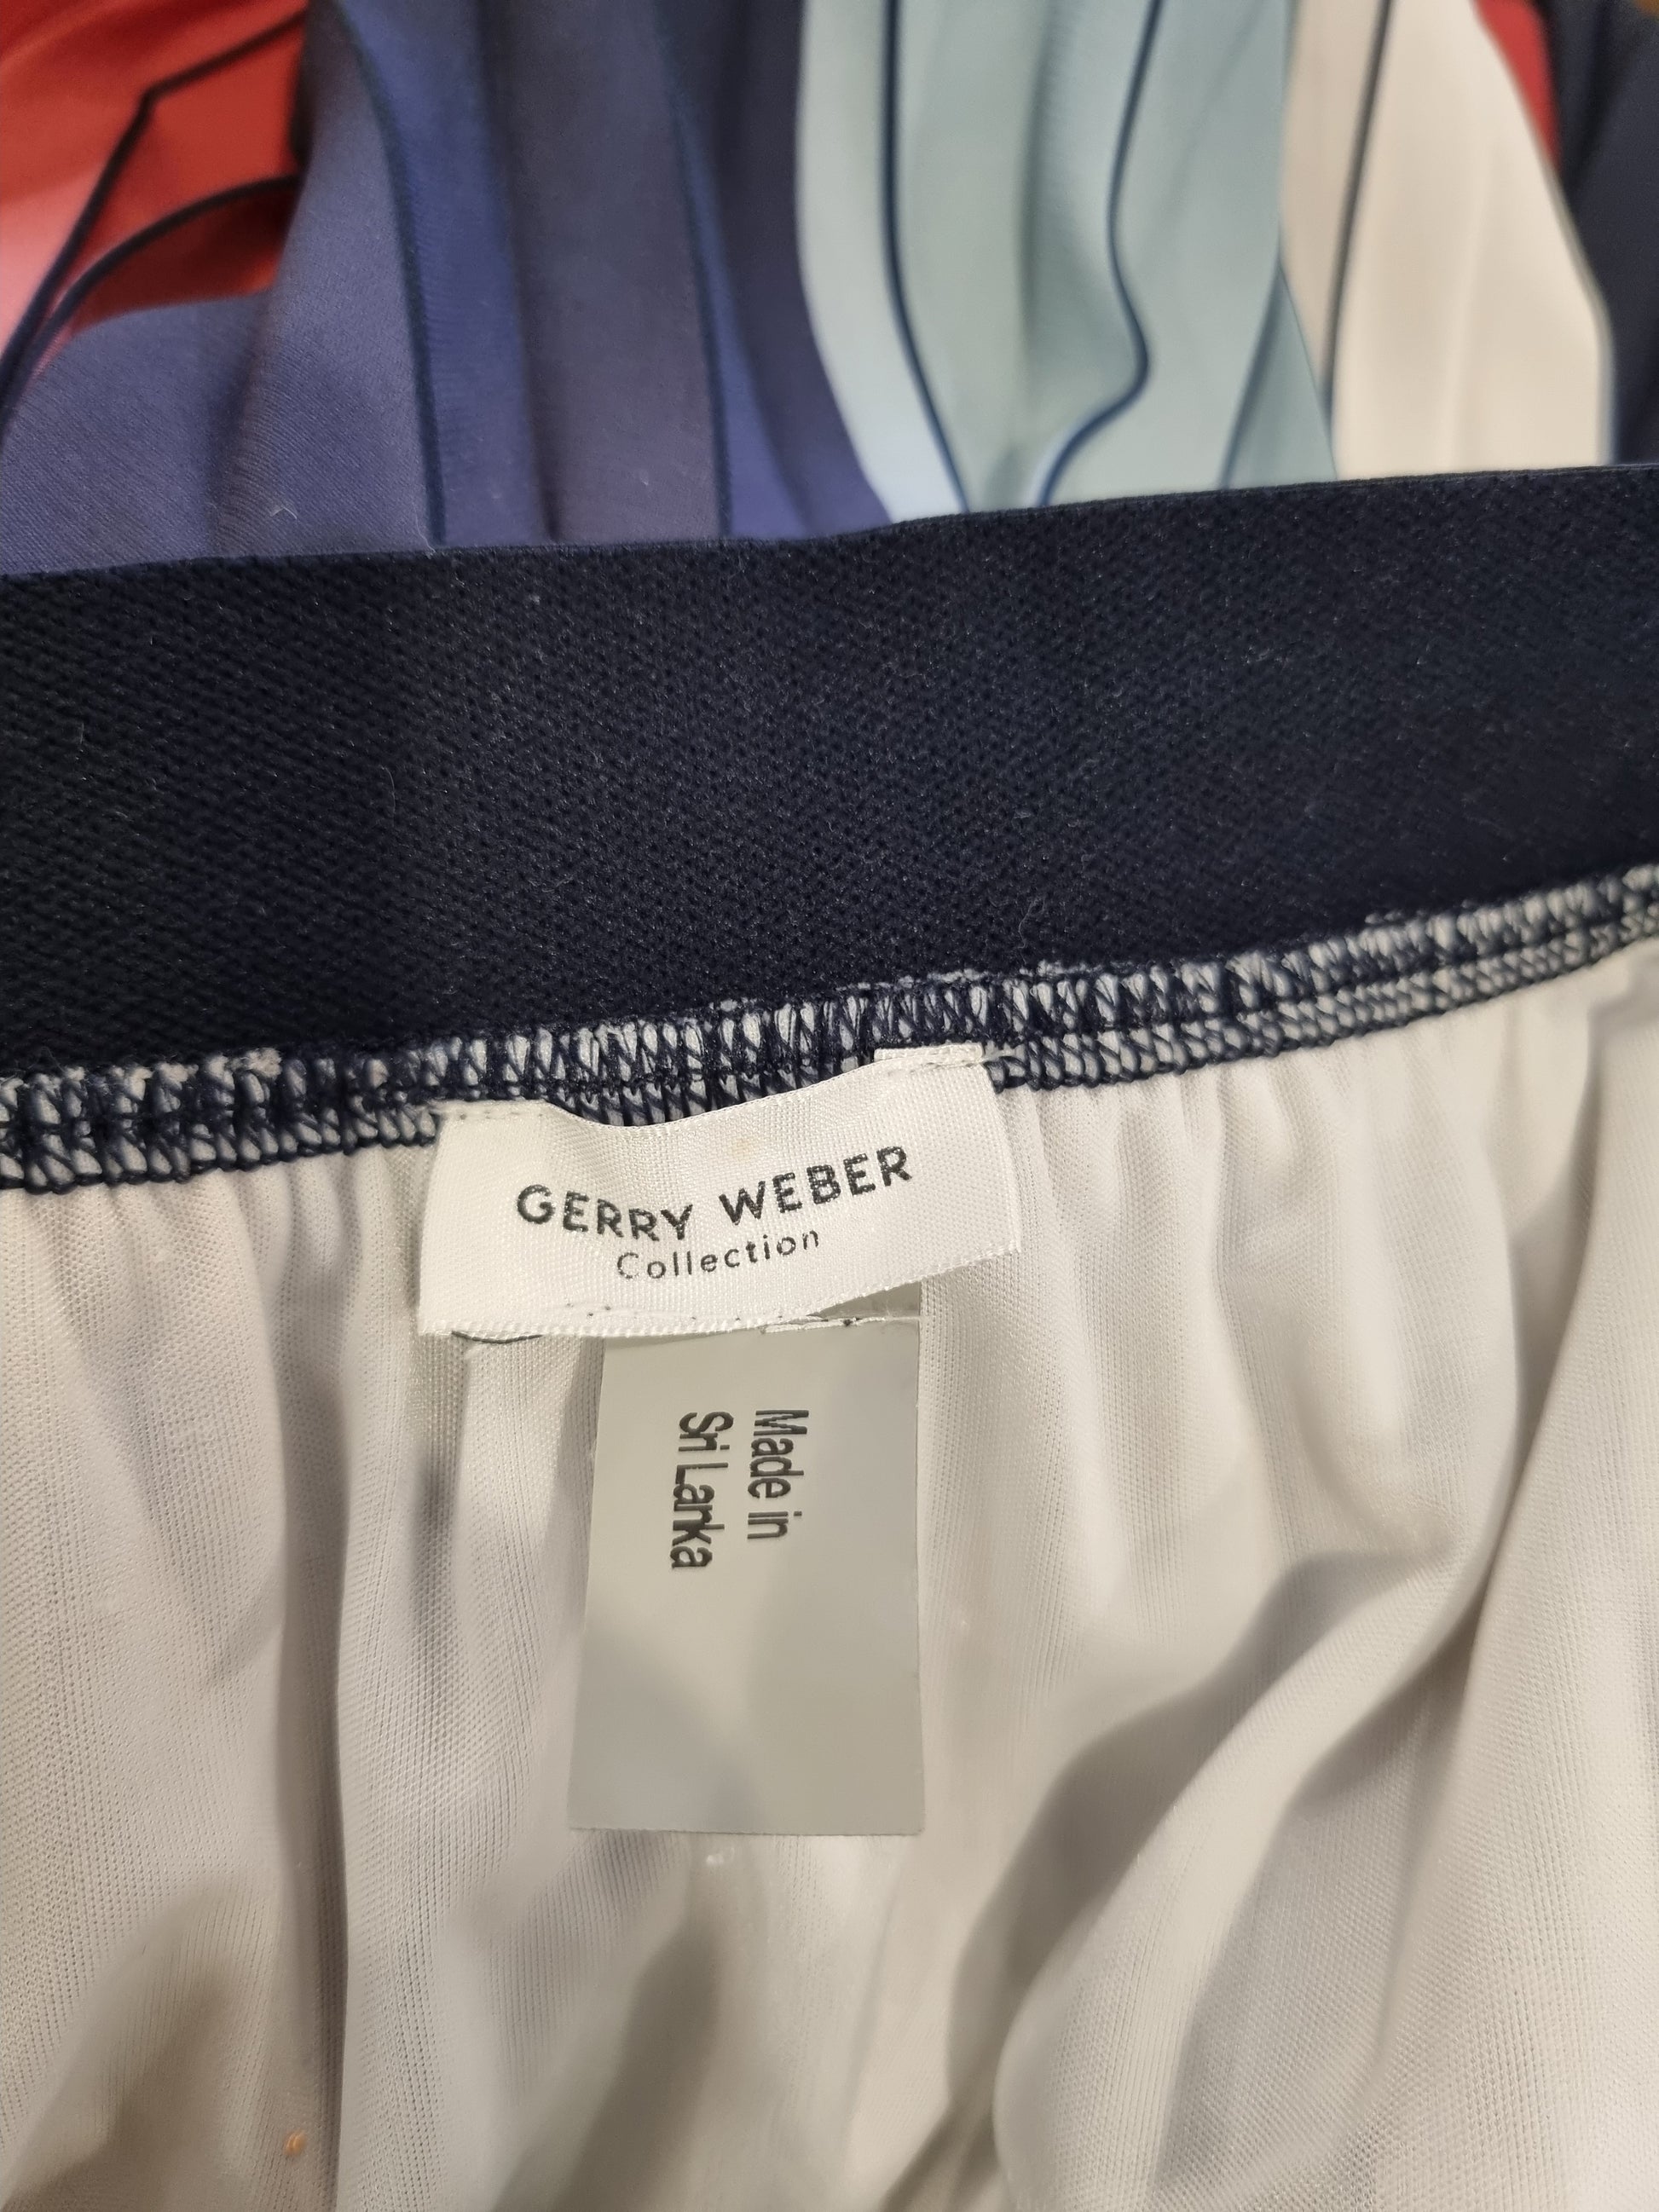 GERRY WEBER
Collection
Made in
Sri Lanka